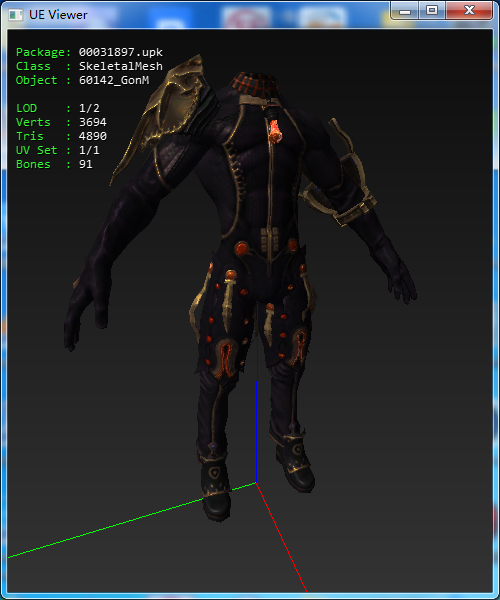 UE Viewer
Package: 00031897.upk
Class : SkeletalMesh
Object : 60142_GonM
LOD : 1/2
Verts : 3694
Tris : 4890
UV Set : 1/1
Bones : 91